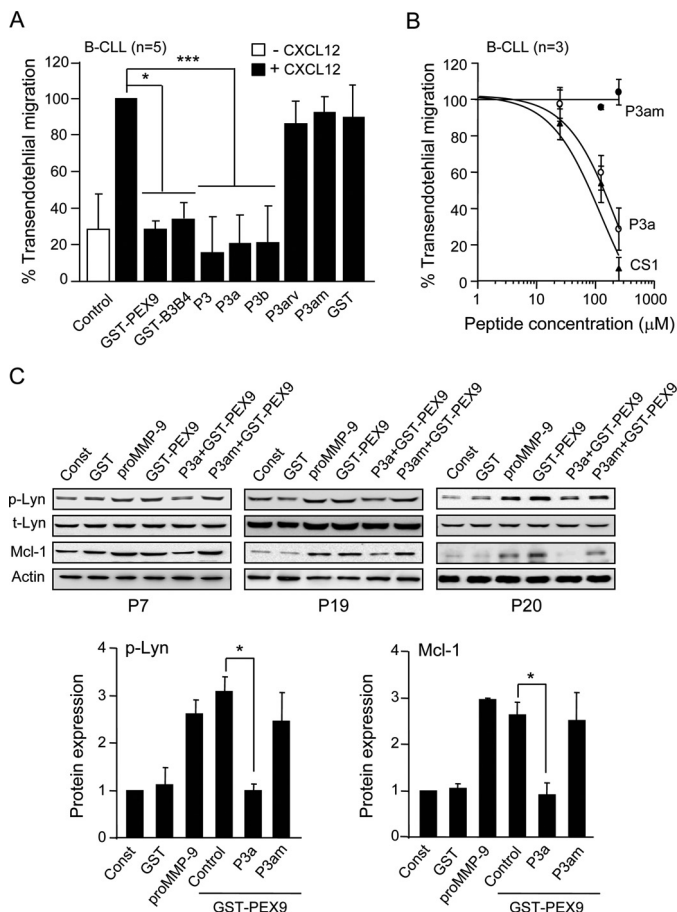 A
B-CLL (n=5)
- CXCL12
+ CXCL12
*
***
% Transendotehlial migration
120
100
80
60
40
20
0
Control
GST-PEX9
GST-B3B4
P3
P3a
P3b
P3arv
P3am
GST
B
B-CLL (n=3)
% Transendotehlial migration
120
100
80
60
40
20
0
P3am
P3a
CS1
1
10
100
1000
Peptide concentration (µM)
C
Const
GST
proMMP-9
GST-PEX9
P3a+GST-PEX9
P3am+GST-PEX9
Const
GST
proMMP-9
GST-PEX9
P3a+GST-PEX9
P3am+GST-PEX9
Const
GST
proMMP-9
GST-PEX9
P3a+GST-PEX9
P3am+GST-PEX9
p-Lyn
t-Lyn
Mcl-1
Actin
P7
P19
P20
p-Lyn
*
Protein expression
4
3
2
1
0
Const
GST
proMMP-9
Control
P3a
P3am
GST-PEX9
Mcl-1
*
Protein expression
4
3
2
1
0
Const
GST
proMMP-9
Control
P3a
P3am
GST-PEX9